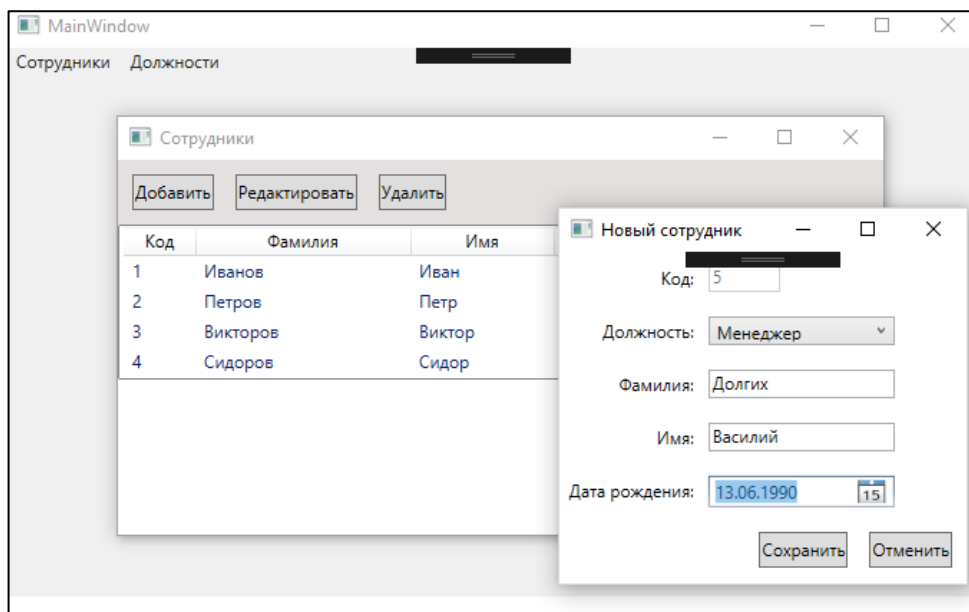 MainWindow
Сотрудники Должности
Сотрудники
Добавить Редактировать Удалить
Код Фамилия Имя
1 Иванов Иван
2 Петров Петр
3 Викторов Виктор
4 Сидоров Сидор
Новый сотрудник
Код: 5
Должность: Менеджер
Фамилия: Долгих
Имя: Василий
Дата рождения: 13.06.1990 15
Сохранить Отменить